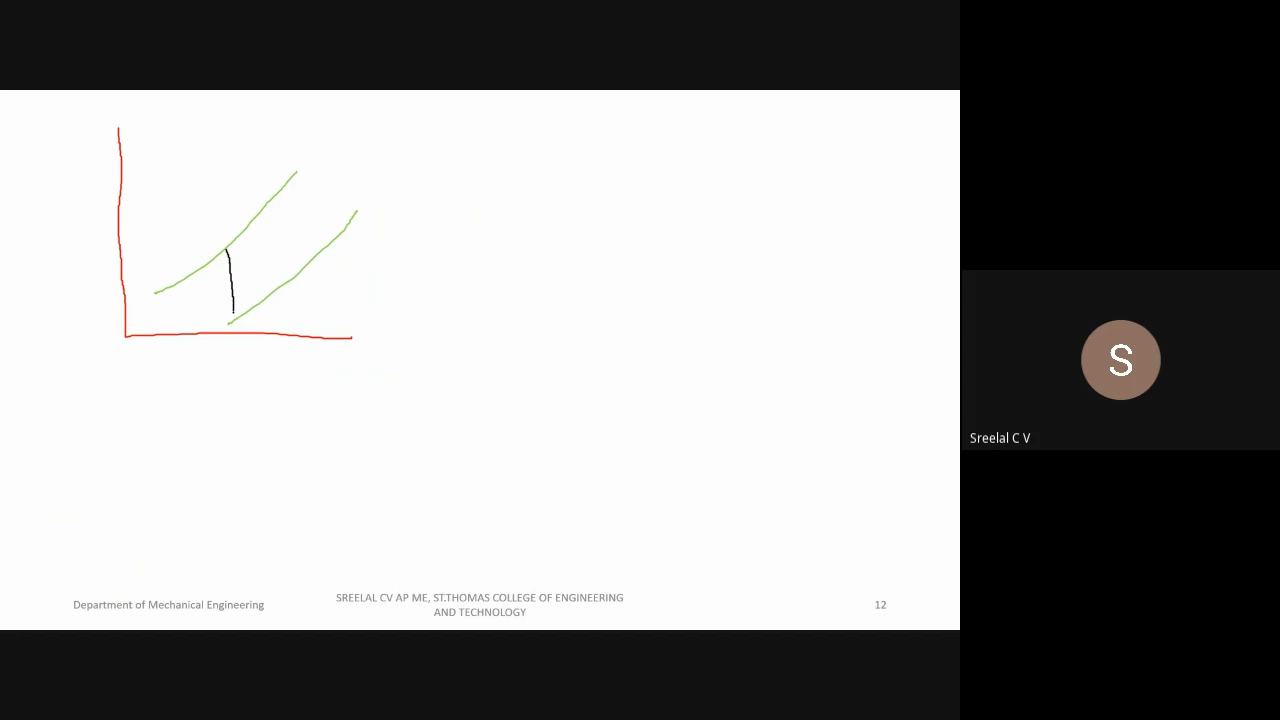 S
Sreelal C V
Department of Mechanical Engineering
SREELAL CV AP ME, ST.THOMAS COLLEGE OF ENGINEERING
AND TECHNOLOGY
12